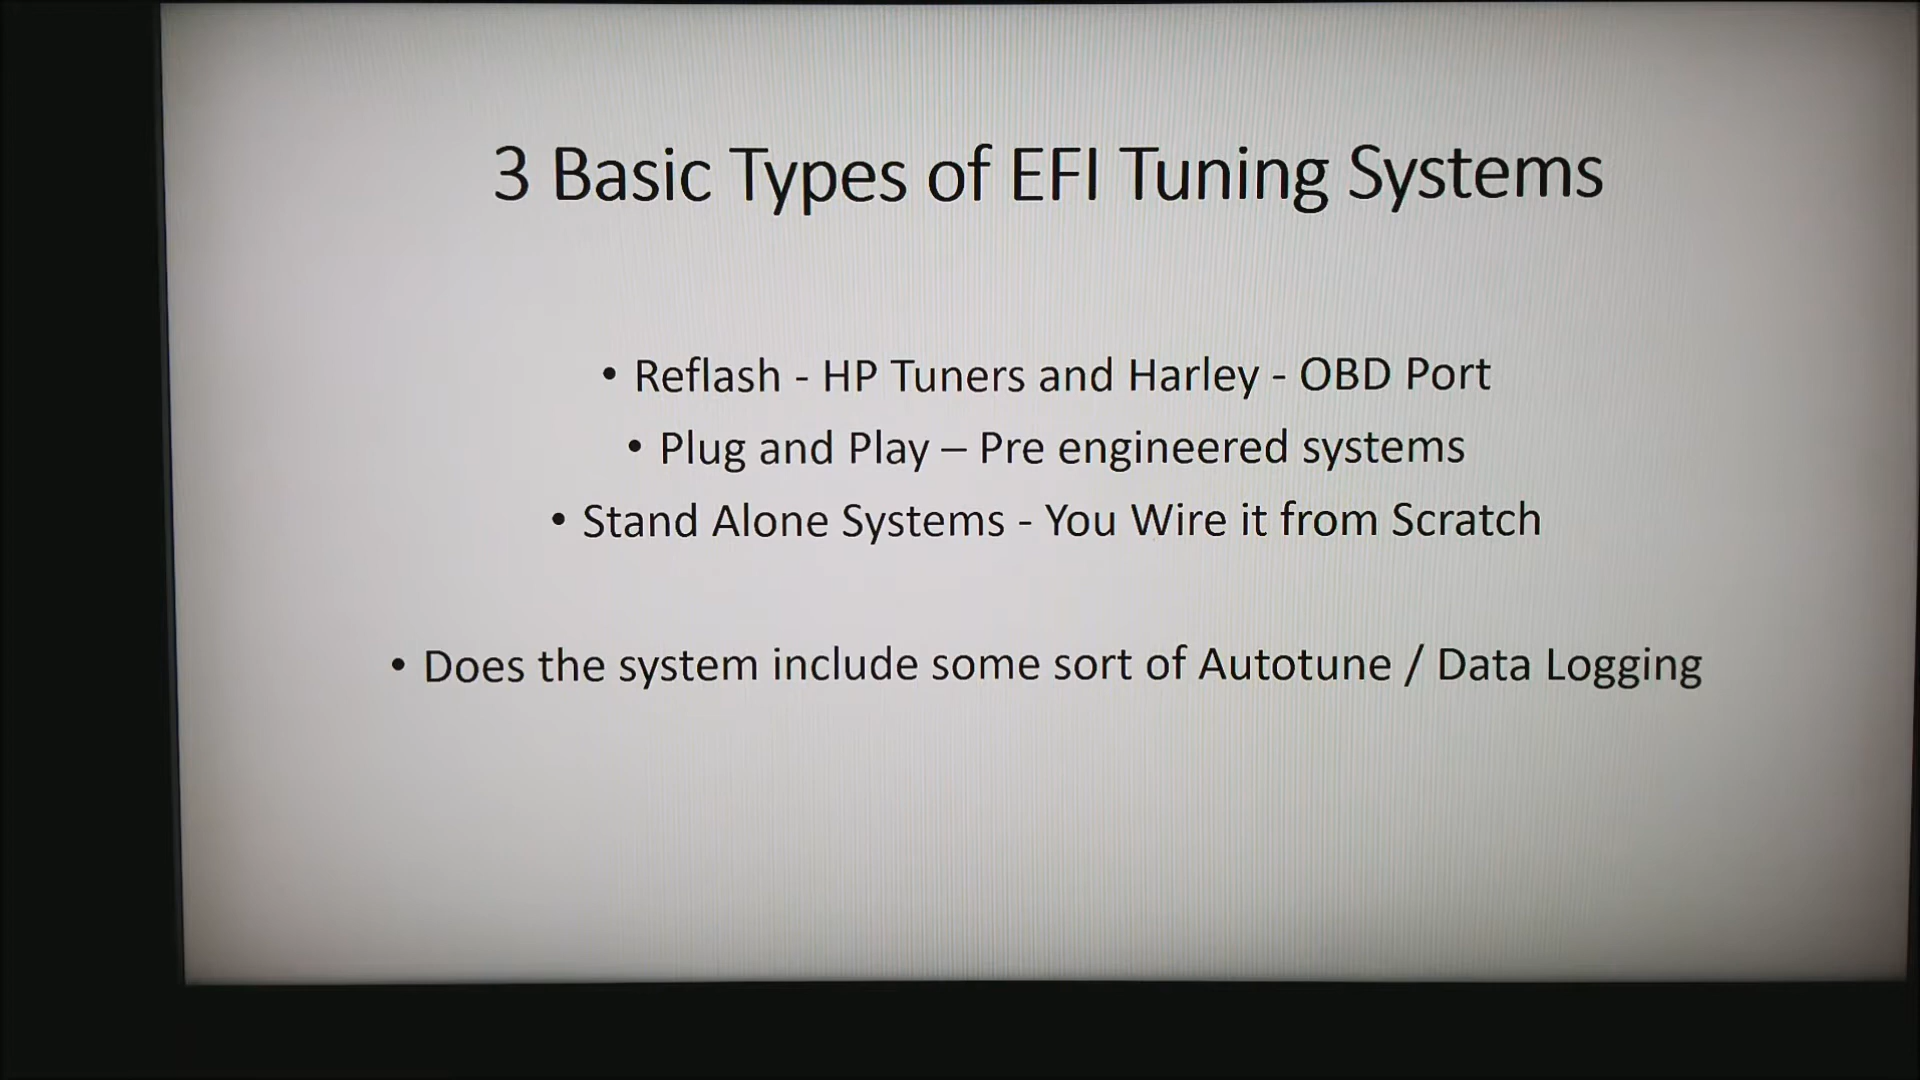 3 Basic Types of EFI Tuning Systems
• Reflash - HP Tuners and Harley - OBD Port
• Plug and Play – Pre engineered systems
• Stand Alone Systems - You Wire it from Scratch
• Does the system include some sort of Autotune / Data Logging